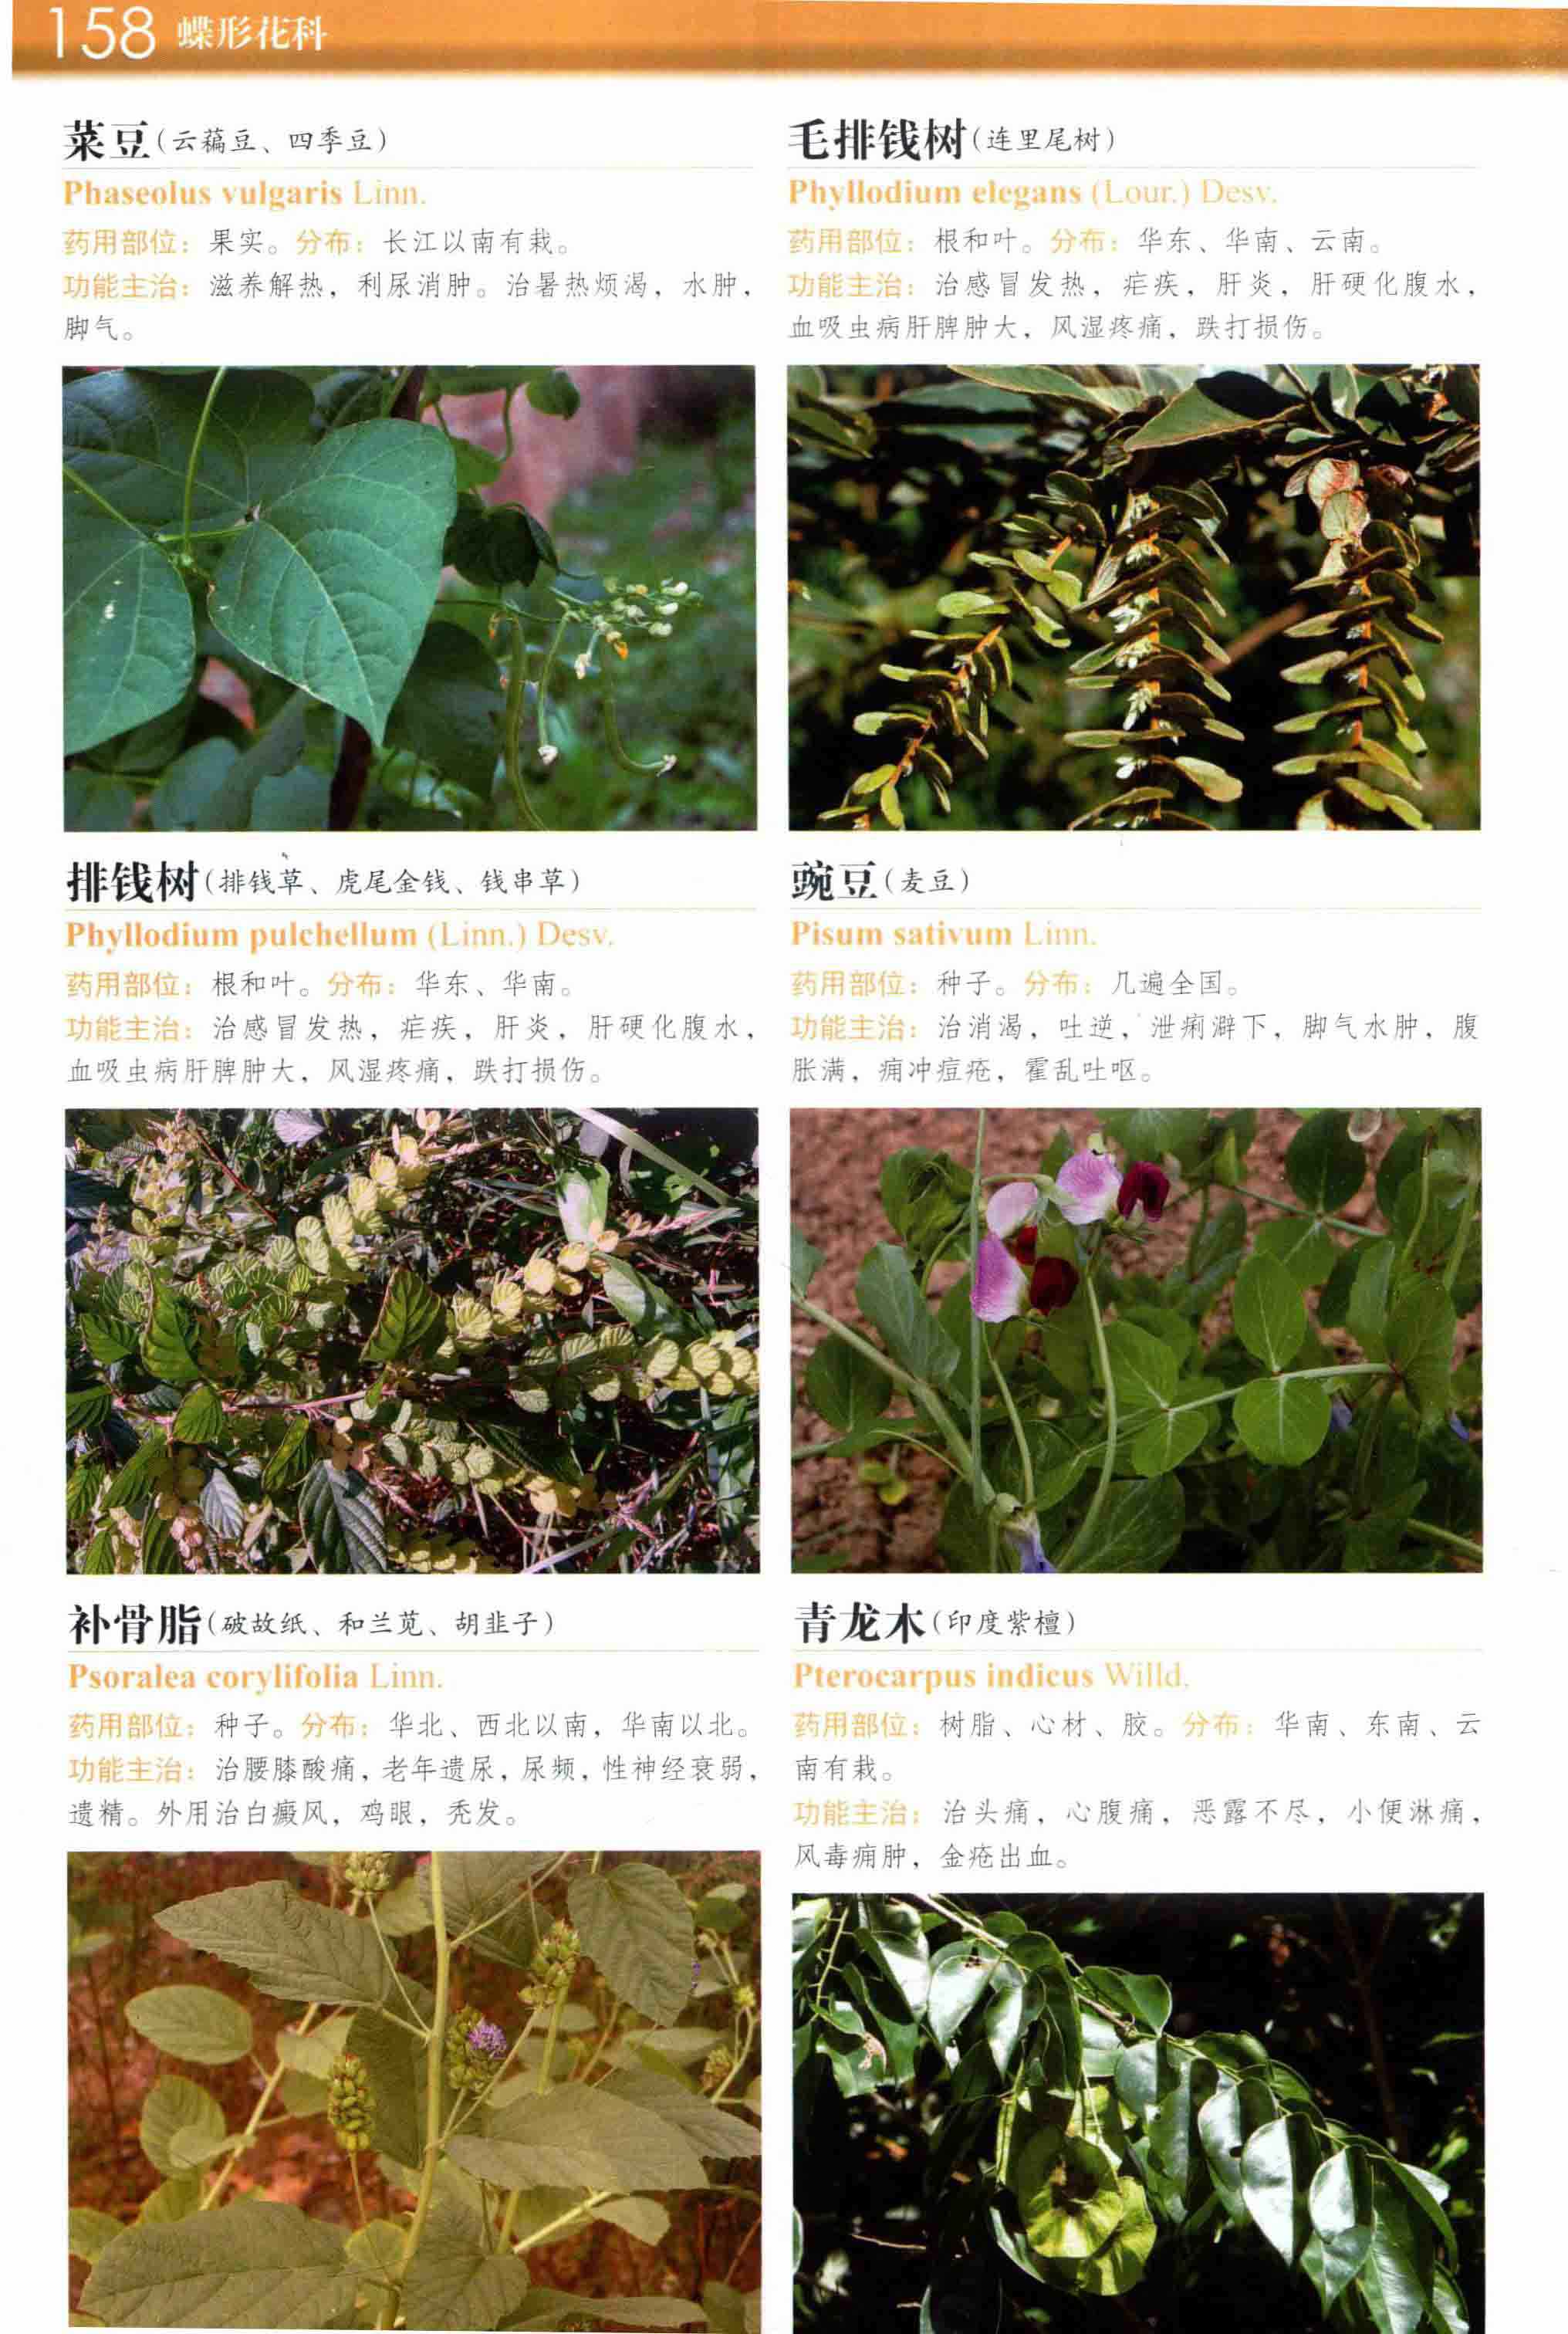 158 蝶形花科
菜豆(云藊豆、四季豆)
Phaseolus vulgaris Linn.
药用部位：果实。分布：长江以南有栽。
功能主治：滋养解热，利尿消肿。治暑热烦渴，水肿，
脚气。
毛排钱树(连里尾树)
Phyllodium elegans (Lour.) Desv.
药用部位：根和叶。分布：华东、华南、云南。
功能主治：治感冒发热，疟疾，肝炎，肝硬化腹水，
血吸虫病肝脾肿大，风湿疼痛，跌打损伤。
排钱树(排钱草、虎尾金钱、钱串草)
Phyllodium pulchellum (Linn.) Desv.
药用部位：根和叶。分布：华东、华南。
功能主治：治感冒发热，疟疾，肝炎，肝硬化腹水，
血吸虫病肝脾肿大，风湿疼痛，跌打损伤。
豌豆(麦豆)
Pisum sativum Linn.
药用部位：种子。分布：几遍全国。
功能主治：治消渴，吐逆，泄痢澼下，脚气水肿，腹
胀满，痈冲痘疮，霍乱吐呕。
补骨脂(破故纸、和兰苋、胡韭子)
Psoralea corylifolia Linn.
药用部位：种子。分布：华北、西北以南，华南以北。
功能主治：治腰膝酸痛，老年遗尿，尿频，性神经衰弱，
遗精。外用治白癜风，鸡眼，秃发。
青龙木(印度紫檀)
Pterocarpus indicus Willd.
药用部位：树脂、心材、胶。分布：华南、东南、云
南有栽。
功能主治：治头痛，心腹痛，恶露不尽，小便淋痛，
风毒痈肿，金疮出血。